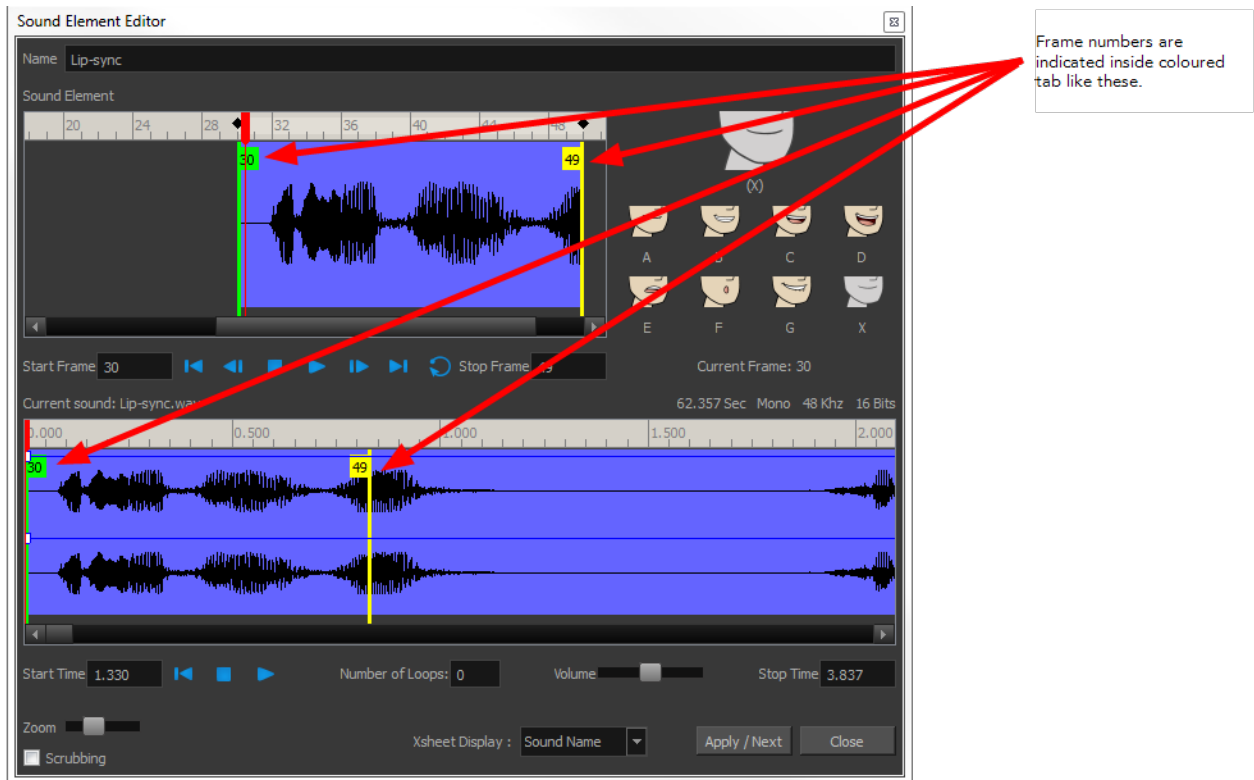 Sound Element Editor
Name Lip-sync
Frame numbers are
indicated inside coloured
tab like these.
Sound Element
20 24 28 32 36 40 44 48
30 49
(X)
A B C D
E F G X
Start Frame 30 Stop Frame 49 Current Frame: 30
Current sound: Lip-sync.wav 62.357 Sec Mono 48 Khz 16 Bits
0.000 0.500 1.000 1.500 2.000
30 49
Start Time 1.330 Number of Loops: 0 Volume Stop Time 3.837
Zoom
Xsheet Display : Sound Name Apply / Next Close
Scrubbing